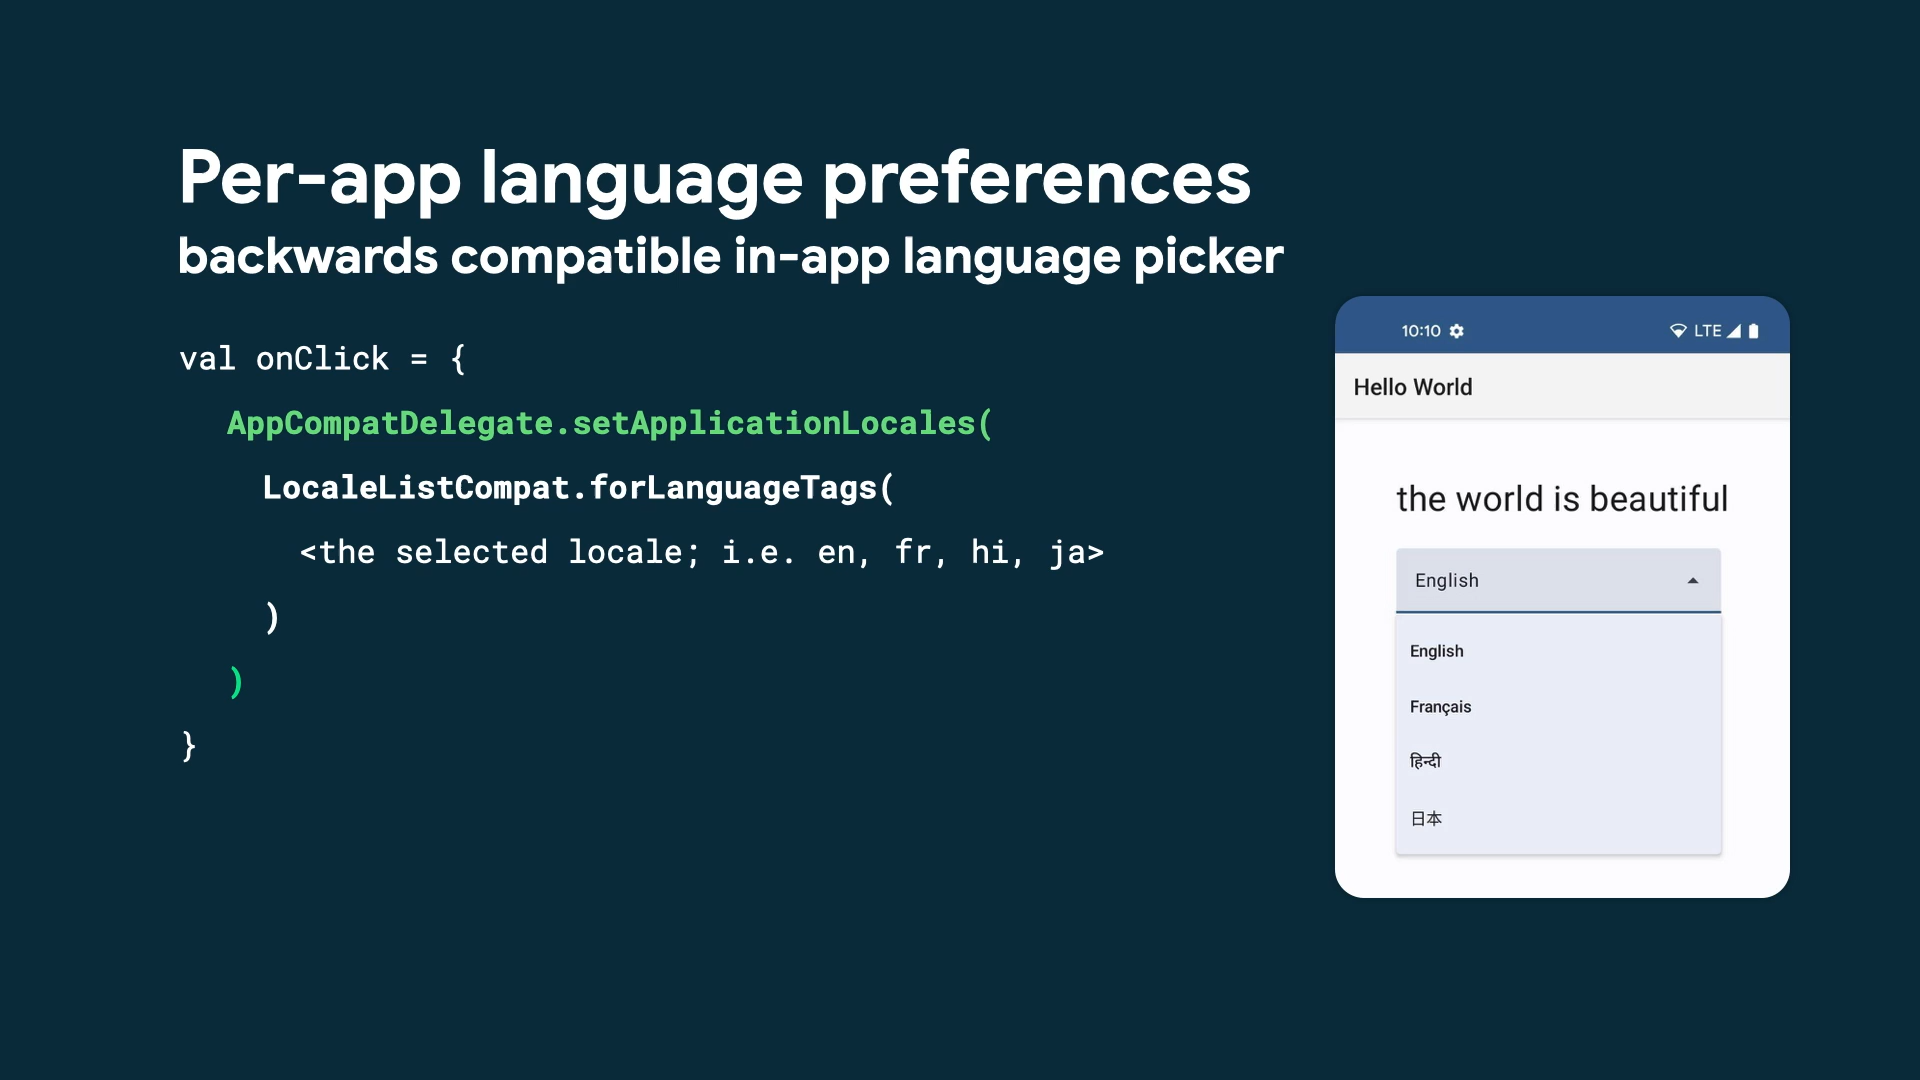 Per-app language preferences
backwards compatible in-app language picker
val onClick = {
AppCompatDelegate.setApplicationLocales(
LocaleListCompat.forLanguageTags(
<the selected locale; i.e. en, fr, hi, ja>
)
)
}
10:10 LTE
Hello World
the world is beautiful
English
English
Français
हिन्दी
日本